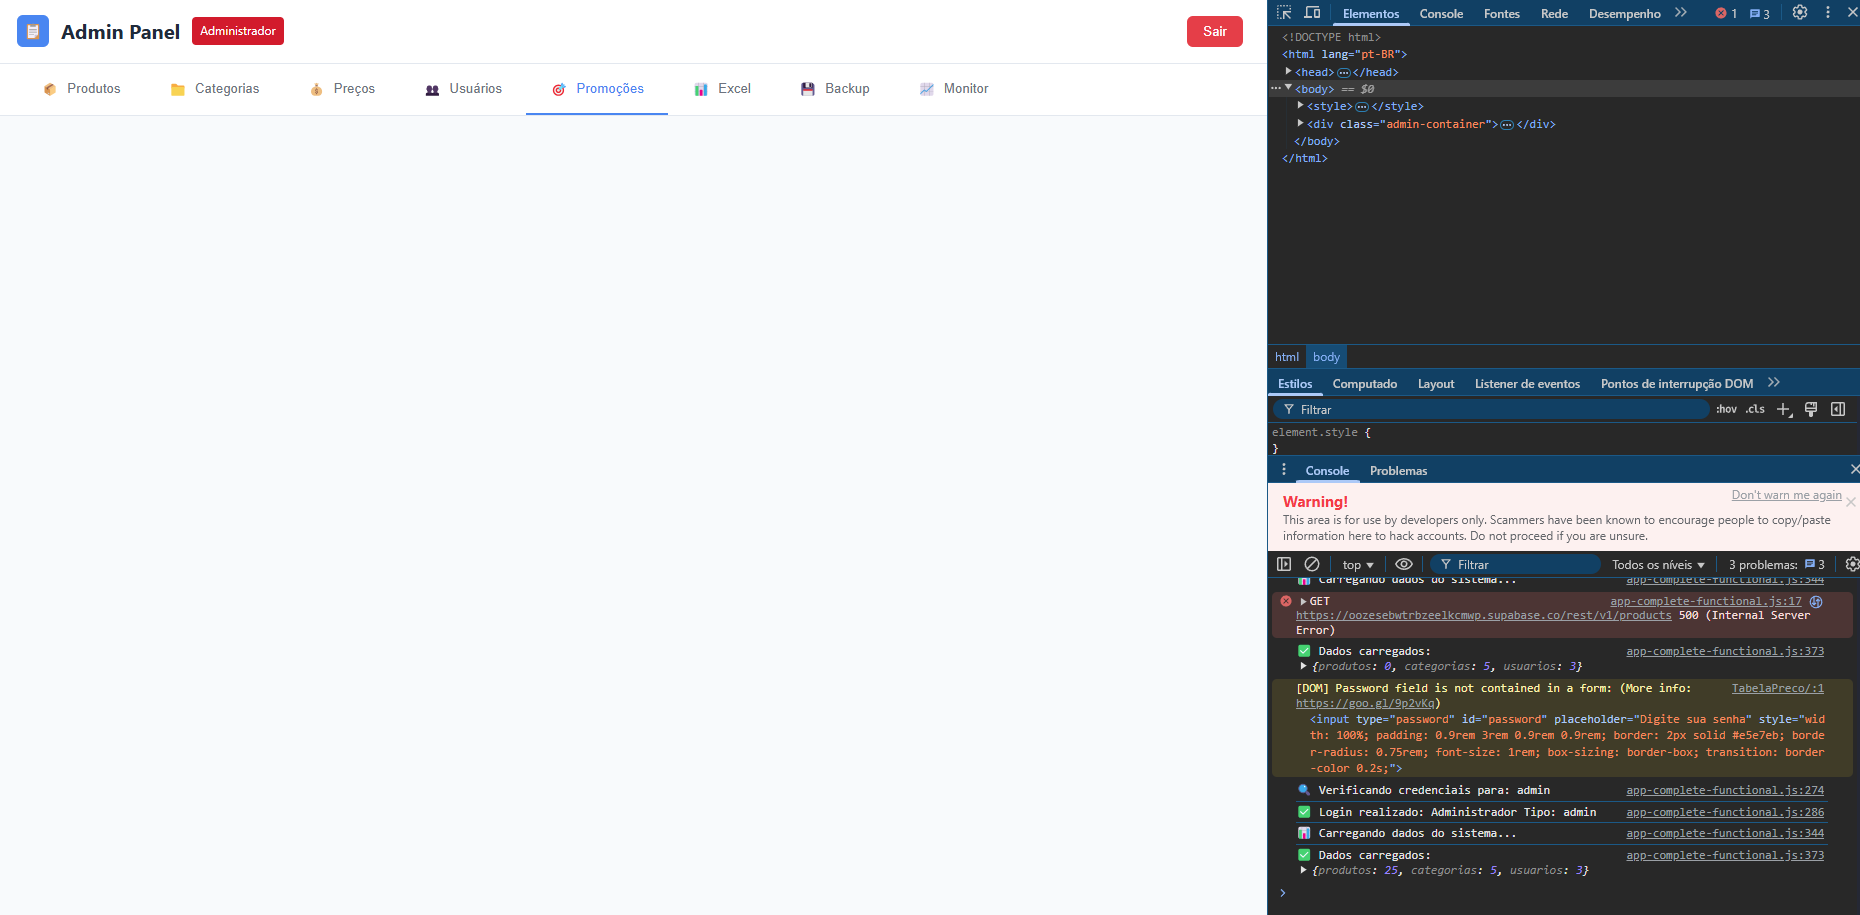 Admin Panel Administrador Sair
Produtos Categorias Preços Usuários Promoções Excel Backup Monitor
Elementos Console Fontes Rede Desempenho 1 3
<!DOCTYPE html>
<html lang="pt-BR">
<head> </head>
<body> == $0
<style> </style>
<div class="admin-container"> </div>
</body>
</html>
html body
Estilos Computado Layout Listener de eventos Pontos de interrupção DOM
Filtrar :hov .cls
element.style {
}
Console Problemas
Don't warn me again
Warning!
This area is for use by developers only. Scammers have been known to encourage people to copy/paste
information here to hack accounts. Do not proceed if you are unsure.
top Filtrar Todos os níveis 3 problemas: 3
Carregando dados do sistema... app-complete-functional.js:344
GET app-complete-functional.js:17
https://oozesebwtrbzeelkcmwp.supabase.co/rest/v1/products 500 (Internal Server
Error)
Dados carregados: app-complete-functional.js:373
{produtos: 0, categorias: 5, usuarios: 3}
[DOM] Password field is not contained in a form: (More info: TabelaPreco/:1
https://goo.gl/9p2vKq)
<input type="password" id="password" placeholder="Digite sua senha" style="wid
th: 100%; padding: 0.9rem 3rem 0.9rem 0.9rem; border: 2px solid #e5e7eb; borde
r-radius: 0.75rem; font-size: 1rem; box-sizing: border-box; transition: border
-color 0.2s;">
Verificando credenciais para: admin app-complete-functional.js:274
Login realizado: Administrador Tipo: admin app-complete-functional.js:286
Carregando dados do sistema... app-complete-functional.js:344
Dados carregados: app-complete-functional.js:373
{produtos: 25, categorias: 5, usuarios: 3}